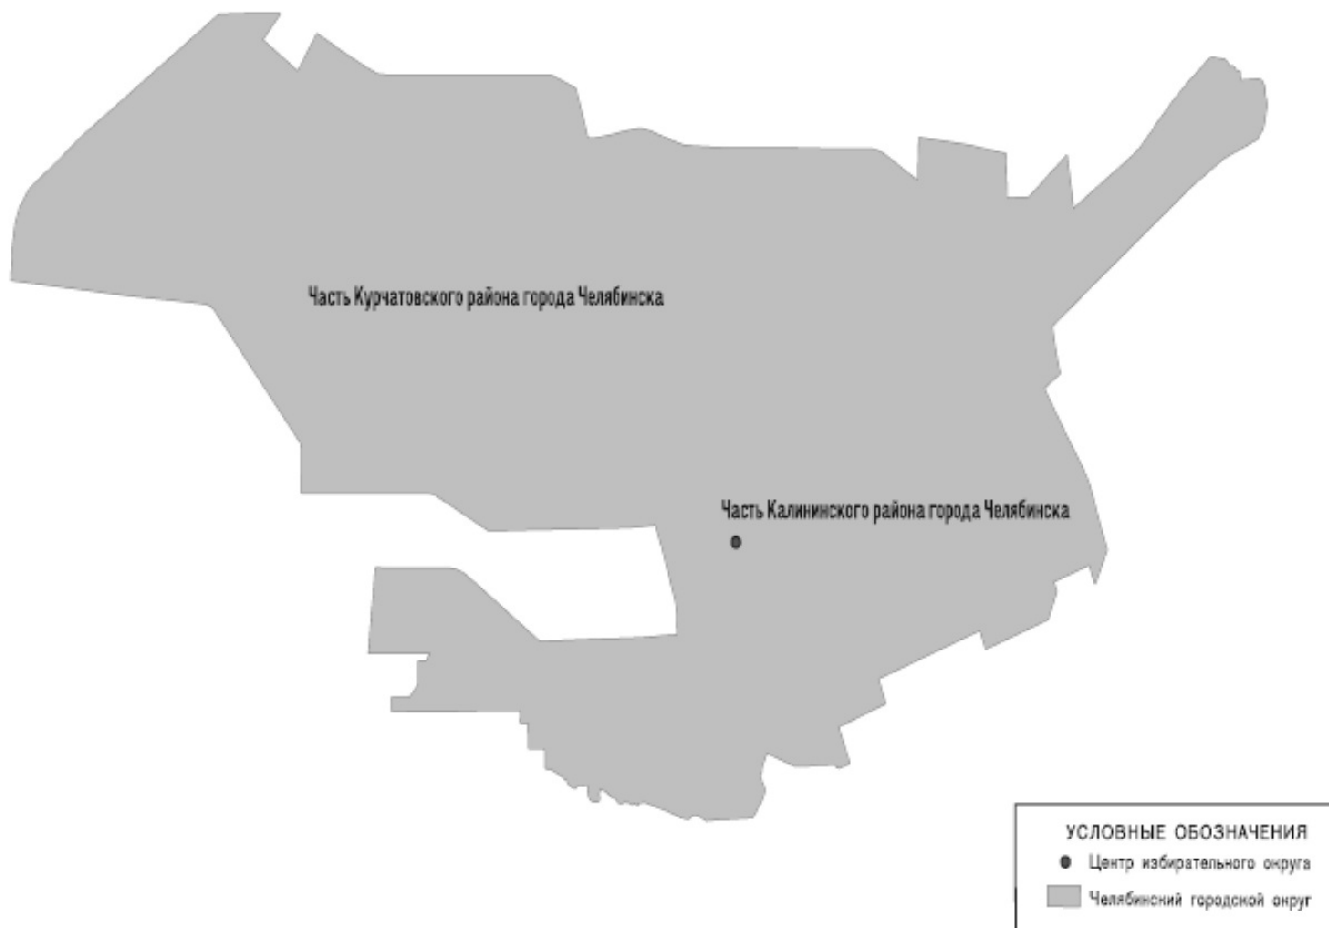 Часть Курчатовского района города Челябинска
Часть Калининского района города Челябинска
УСЛОВНЫЕ ОБОЗНАЧЕНИЯ
Центр избирательного округа
Челябинский городской округ